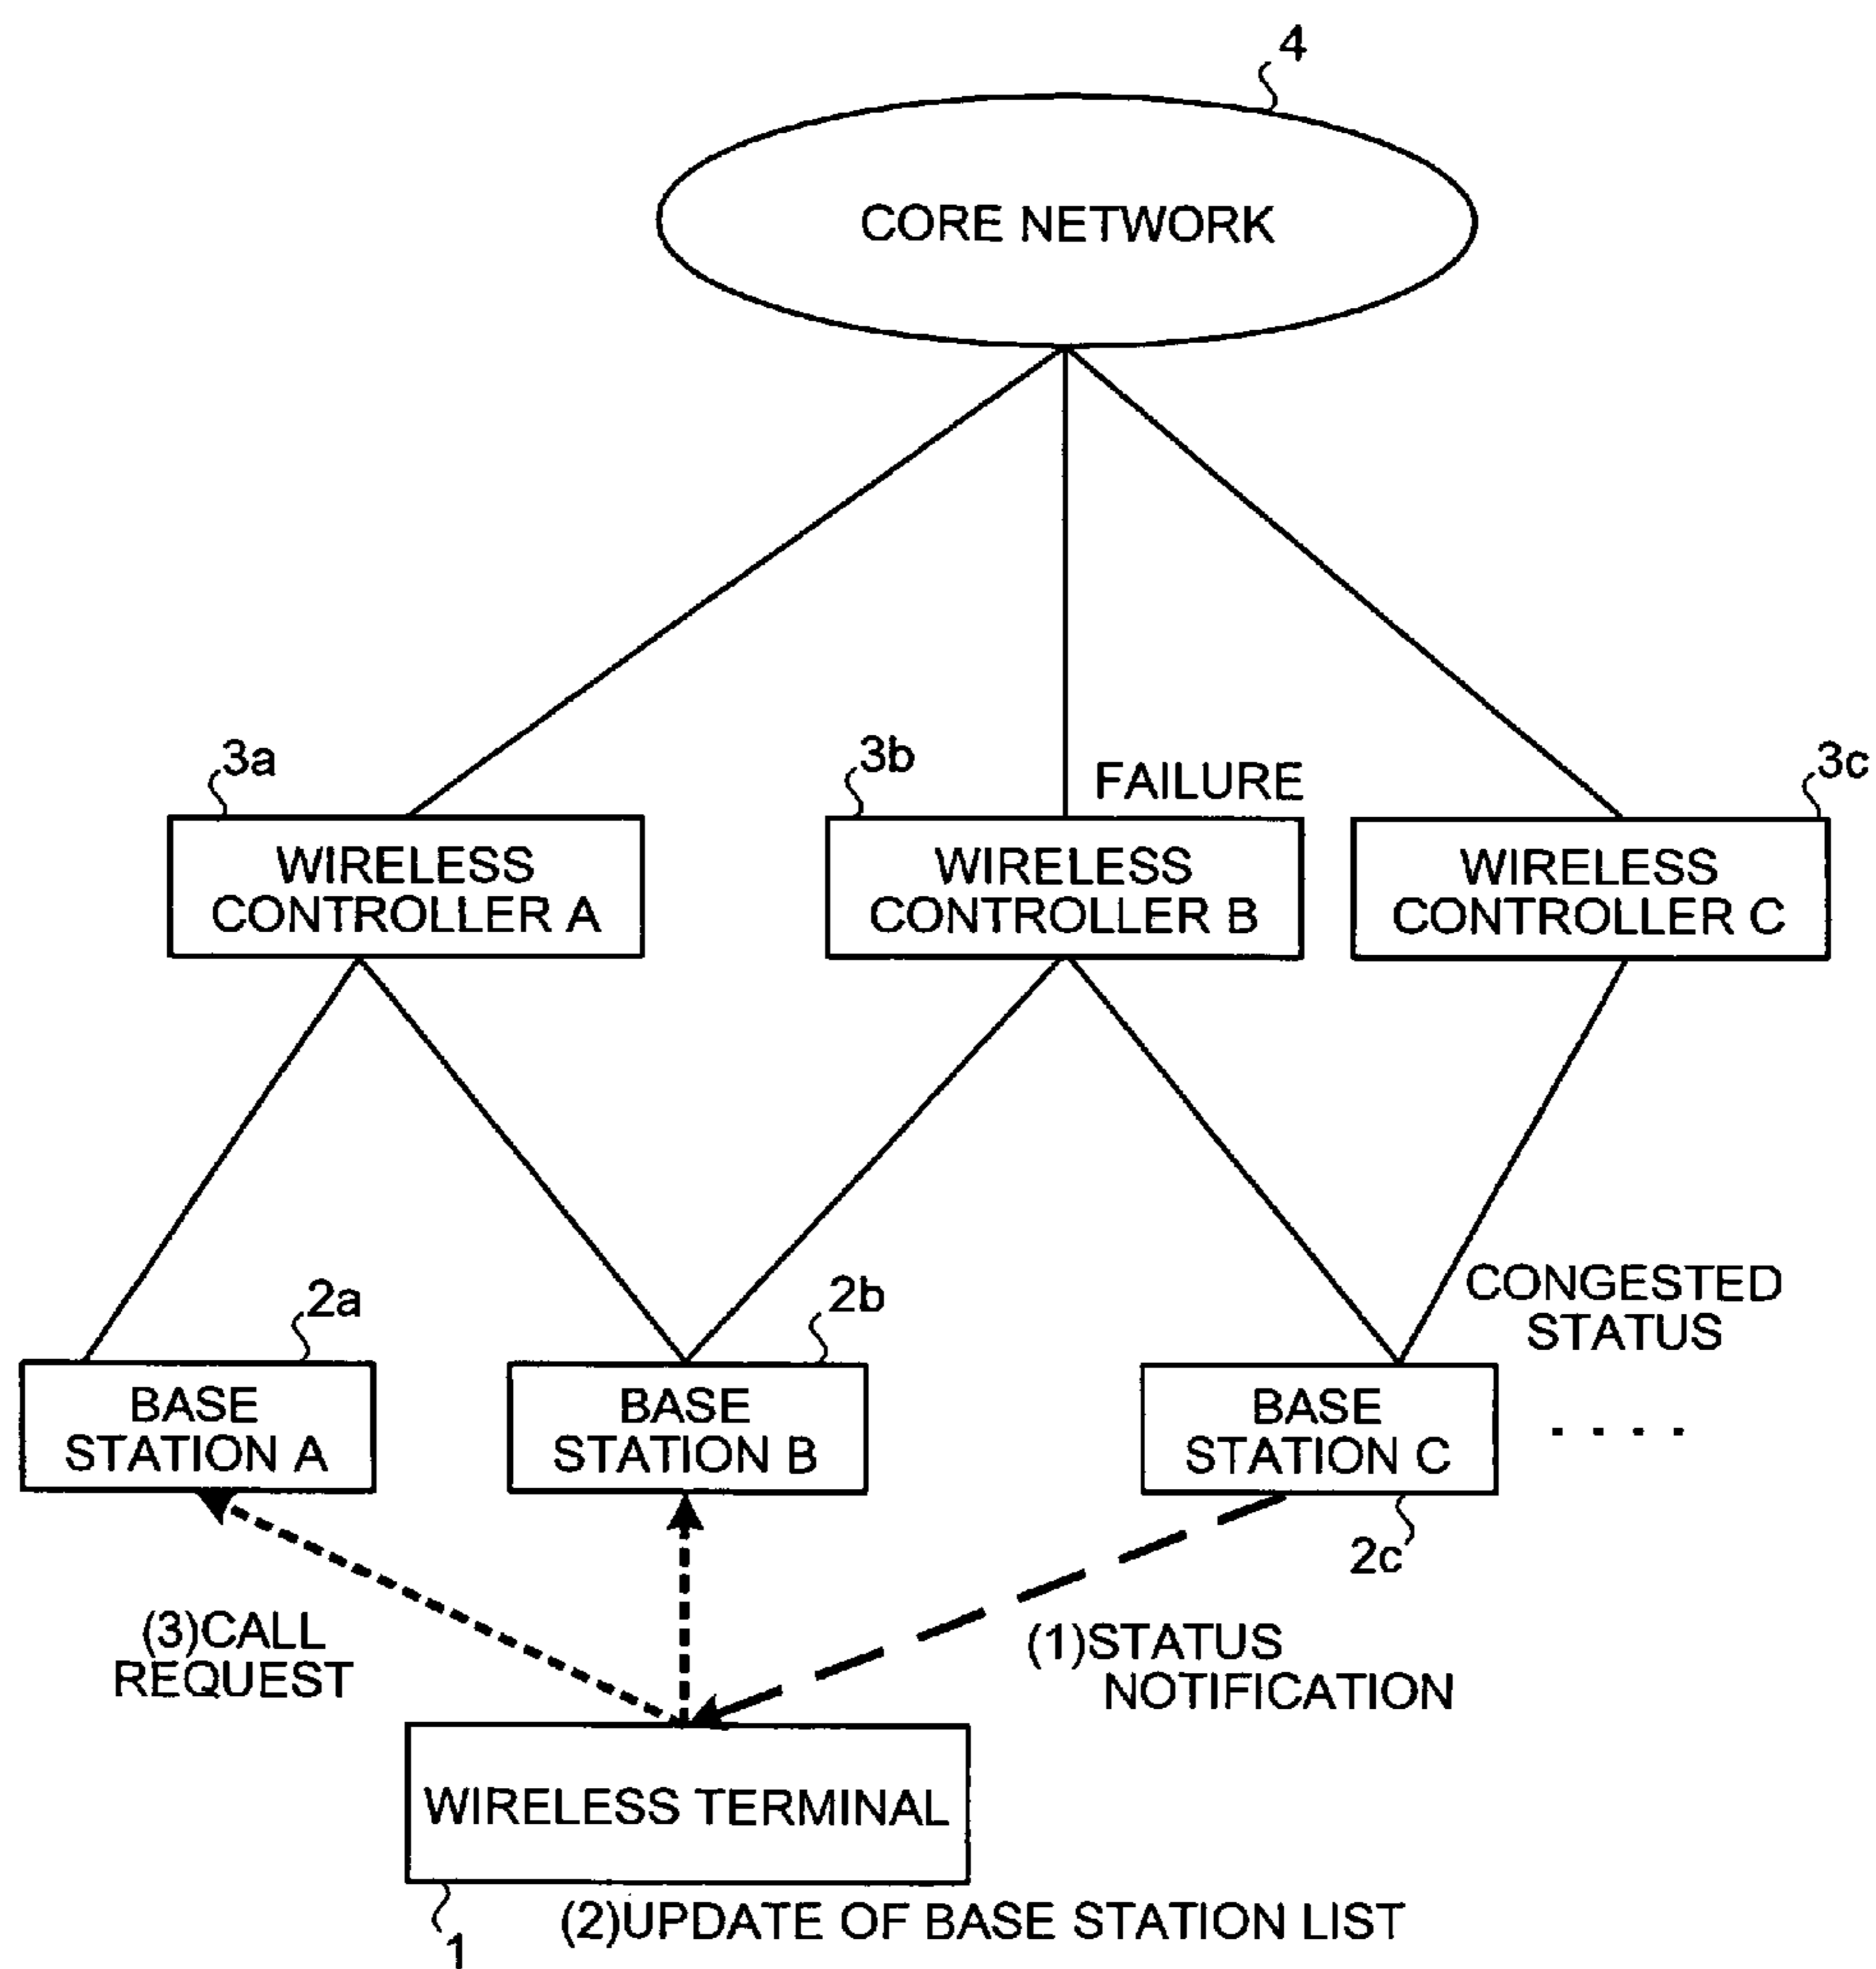 4
CORE NETWORK
3a
3b
FAILURE
3c
WIRELESS
CONTROLLER A
WIRELESS
CONTROLLER B
WIRELESS
CONTROLLER C
2a
2b
CONGESTED
STATUS
BASE
STATION A
BASE
STATION B
BASE
STATION C
. . . .
2c
(3)CALL
REQUEST
(1)STATUS
NOTIFICATION
WIRELESS TERMINAL
1
(2)UPDATE OF BASE STATION LIST